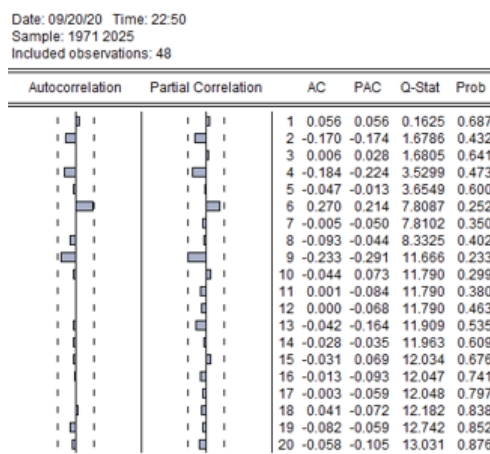 Date: 09/20/20 Time: 22:50
Sample: 1971 2025
Included observations: 48
Autocorrelation Partial Correlation AC PAC Q-Stat Prob
1 0.056 0.056 0.1625 0.687
2 -0.170 -0.174 1.6786 0.432
3 0.006 0.028 1.6805 0.641
4 -0.184 -0.224 3.5299 0.473
5 -0.047 -0.013 3.6549 0.600
6 0.270 0.214 7.8087 0.252
7 -0.005 -0.050 7.8102 0.350
8 -0.093 -0.044 8.3325 0.402
9 -0.233 -0.291 11.666 0.233
10 -0.044 0.073 11.790 0.299
11 0.001 -0.084 11.790 0.380
12 0.000 -0.068 11.790 0.463
13 -0.042 -0.164 11.909 0.535
14 -0.028 -0.035 11.963 0.609
15 -0.031 0.069 12.034 0.676
16 -0.013 -0.093 12.047 0.741
17 -0.003 -0.059 12.048 0.797
18 0.041 -0.072 12.182 0.838
19 -0.082 -0.059 12.742 0.852
20 -0.058 -0.105 13.031 0.876